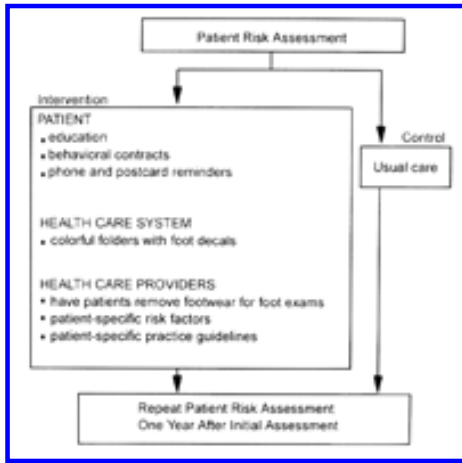 Patient Risk Assessment
Intervention
PATIENT
▪ education
▪ behavioral contracts
▪ phone and postcard reminders
HEALTH CARE SYSTEM
▪ colorful folders with foot decals
HEALTH CARE PROVIDERS
▪ have patients remove footwear for foot exams
▪ patient-specific risk factors
▪ patient-specific practice guidelines
Control
Usual care
Repeat Patient Risk Assessment
One Year After Initial Assessment